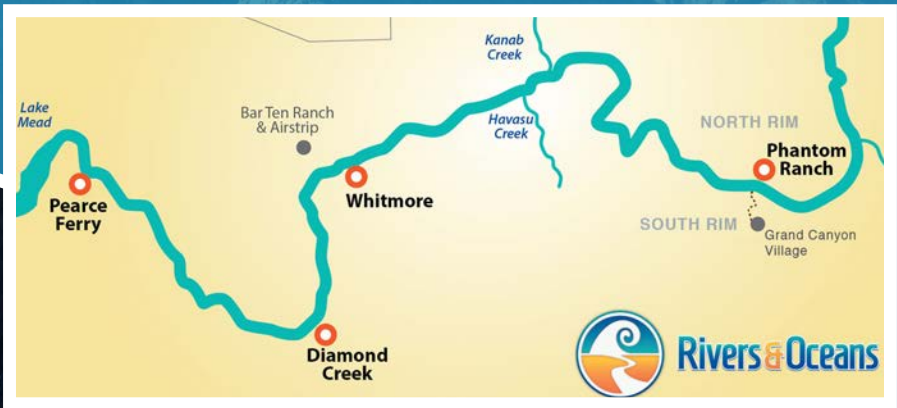 Kanab
Creek
Lake
Mead
Bar Ten Ranch
& Airstrip
Havasu
Creek
NORTH RIM
Phantom
Ranch
Pearce
Ferry
Whitmore
SOUTH RIM
Grand Canyon
Village
Diamond
Creek
Rivers & Oceans